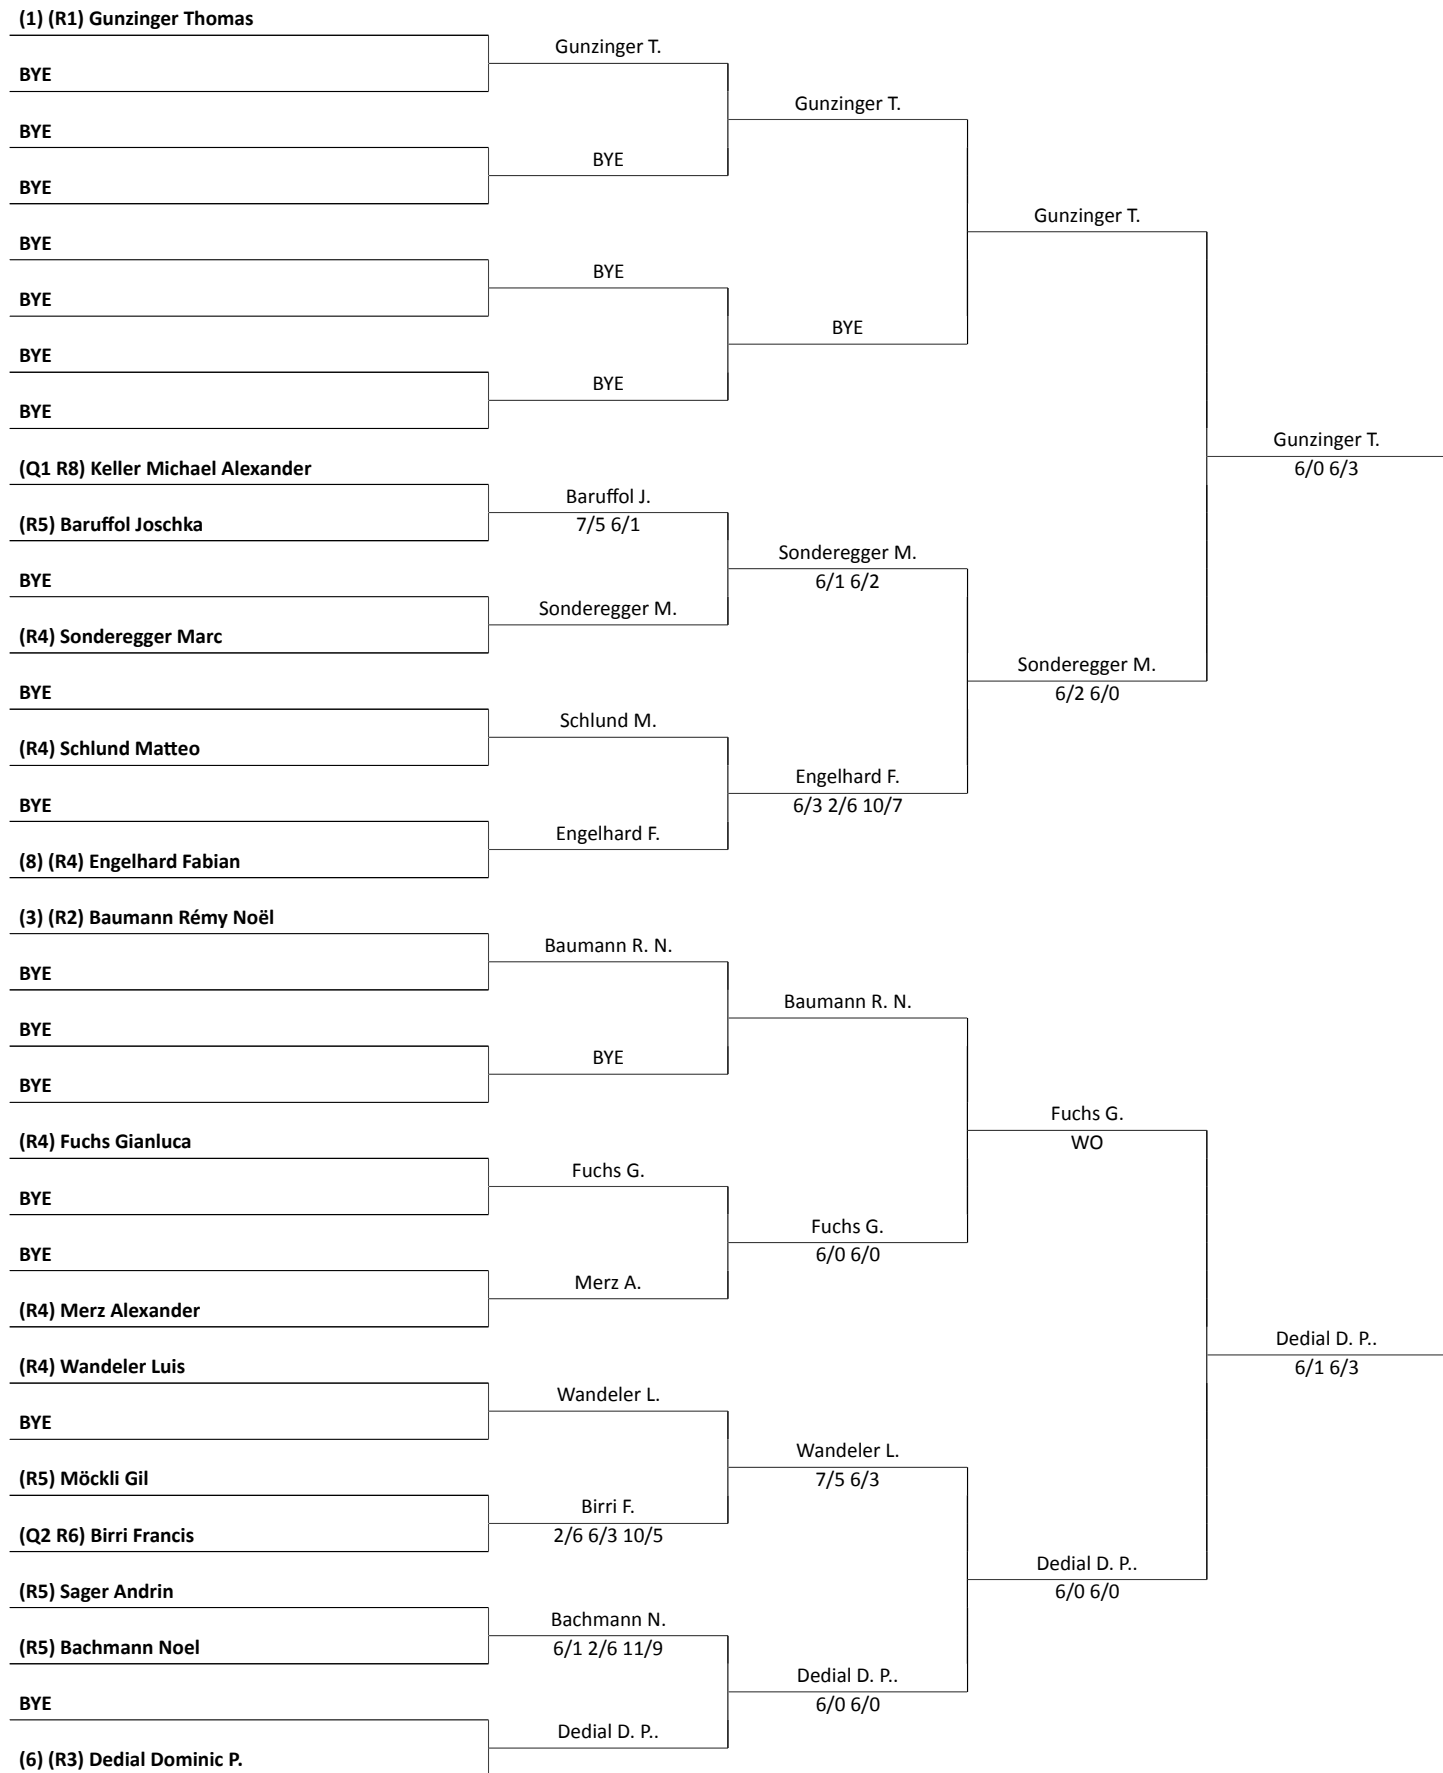 (1) (R1) Gunzinger Thomas
Gunzinger T.
BYE
Gunzinger T.
BYE
BYE
BYE
Gunzinger T.
BYE
BYE
BYE
BYE
BYE
BYE
BYE
Gunzinger T.
6/0 6/3
(Q1 R8) Keller Michael Alexander
Baruffol J.
7/5 6/1
(R5) Baruffol Joschka
Sonderegger M.
6/1 6/2
BYE
Sonderegger M.
(R4) Sonderegger Marc
Sonderegger M.
6/2 6/0
BYE
Schlund M.
(R4) Schlund Matteo
Engelhard F.
6/3 2/6 10/7
BYE
Engelhard F.
(8) (R4) Engelhard Fabian
(3) (R2) Baumann Rémy Noël
Baumann R. N.
BYE
Baumann R. N.
BYE
BYE
BYE
Fuchs G.
WO
(R4) Fuchs Gianluca
Fuchs G.
BYE
Fuchs G.
6/0 6/0
BYE
Merz A.
(R4) Merz Alexander
Dedial D. P..
6/1 6/3
(R4) Wandeler Luis
Wandeler L.
BYE
Wandeler L.
7/5 6/3
(R5) Möckli Gil
Birri F.
2/6 6/3 10/5
(Q2 R6) Birri Francis
Dedial D. P..
6/0 6/0
(R5) Sager Andrin
Bachmann N.
6/1 2/6 11/9
(R5) Bachmann Noel
Dedial D. P..
6/0 6/0
BYE
Dedial D. P..
(6) (R3) Dedial Dominic P.